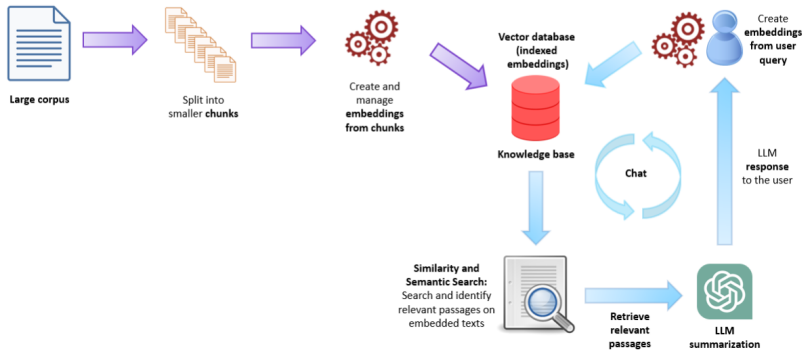 Large corpus
Split into
smaller chunks
Create and
manage
embeddings
from chunks
Vector database
(indexed
embeddings)
Knowledge base
Create
embeddings
from user
query
Chat
LLM
response
to the user
Similarity and
Semantic Search:
Search and identify
relevant passages on
embedded texts
Retrieve
relevant
passages
LLM
summarization